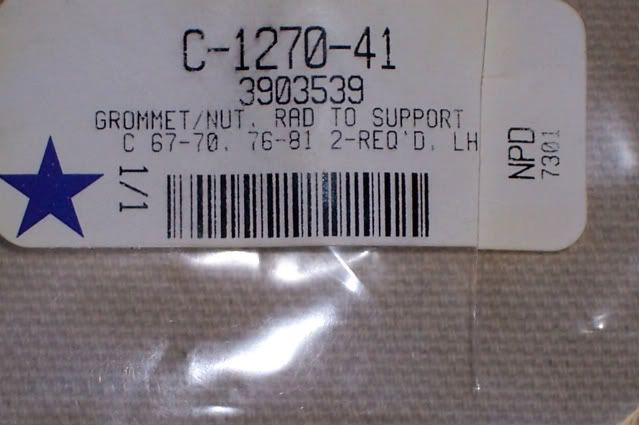 C-1270-41
3903539
GROMMET/NUT, RAD TO SUPPORT
C 67-70, 76-81 2-REQ'D, LH
1/1
NPD
7301